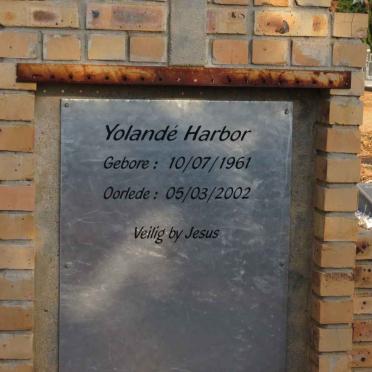 Yolandé Harbor
Gebore : 10/07/1961
Oorlede : 05/03/2002
Veilig by Jesus